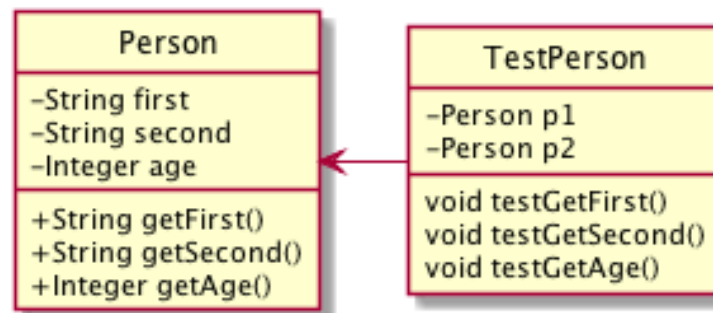 Person
-String first
-String second
-Integer age
+String getFirst()
+String getSecond()
+Integer getAge()
TestPerson
-Person p1
-Person p2
void testGetFirst()
void testGetSecond()
void testGetAge()